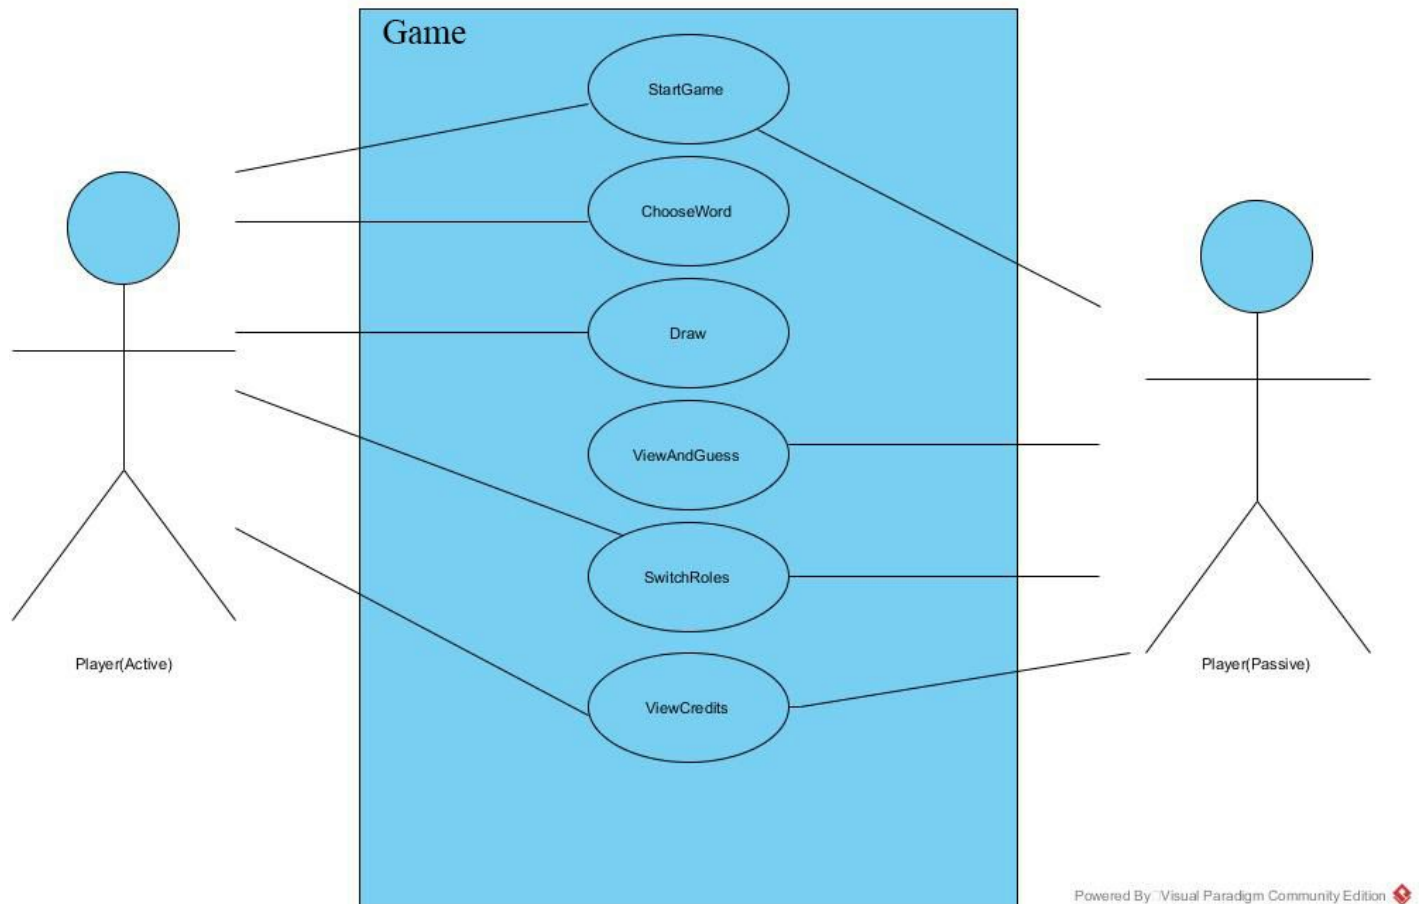 Game
StartGame
ChooseWord
Draw
ViewAndGuess
SwitchRoles
ViewCredits
Player(Active)
Player(Passive)
Powered By Visual Paradigm Community Edition